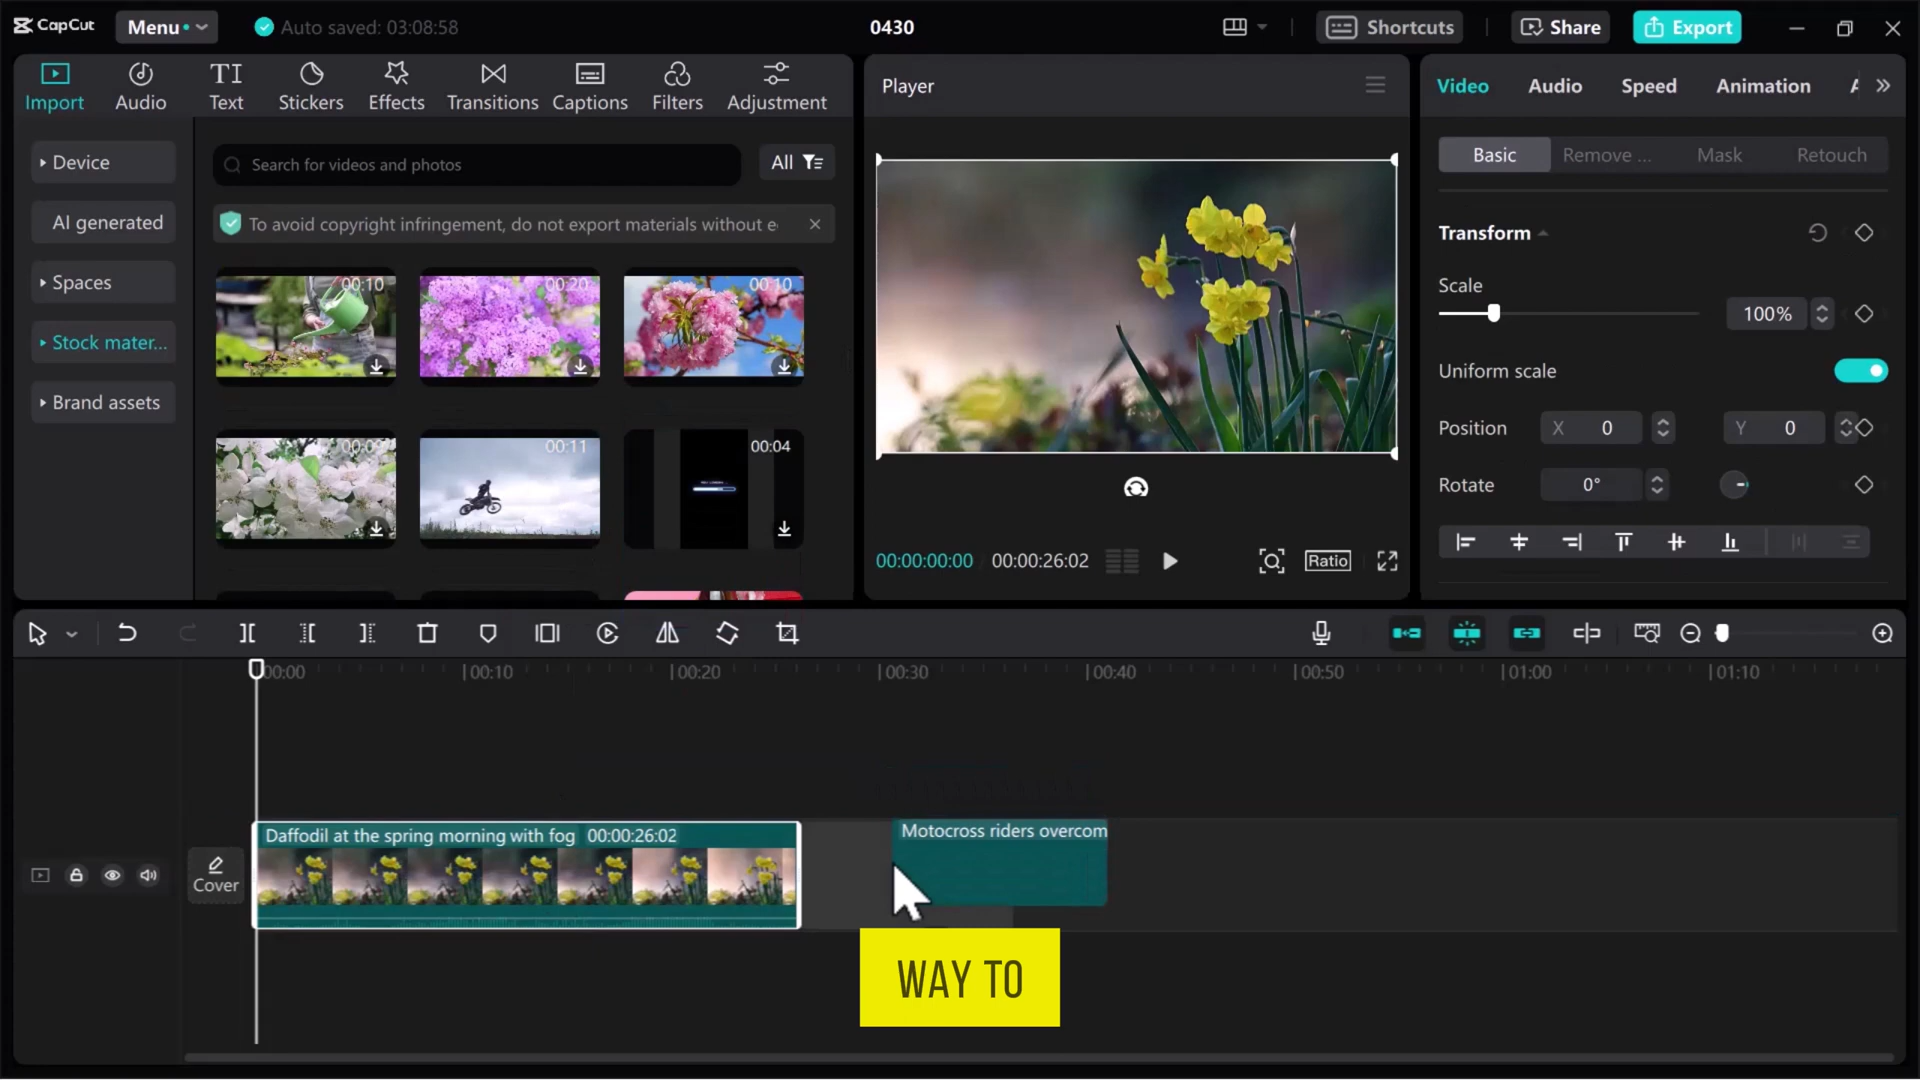 CapCut
Menu
Auto saved: 03:08:58
0430
Shortcuts
Share
Export
Import
TI
Audio
Text
Stickers
Effects
Transitions
Captions
Filters
Adjustment
Device
AI generated
Spaces
Stock mater...
Brand assets
Search for videos and photos
All
To avoid copyright infringement, do not export materials without e
00:10
00:20
00:10
00:11
00:04
Player
00:00:00:00
00:00:26:02
Ratio
Video
Audio
Speed
Animation
Basic
Remove ...
Mask
Retouch
Transform
Scale
100%
Uniform scale
Position
X 0
Y 0
Rotate
0°
00:00
00:10
00:20
00:30
00:40
00:50
01:00
01:10
Cover
Daffodil at the spring morning with fog 00:00:26:02
Motocross riders overcom
WAY TO